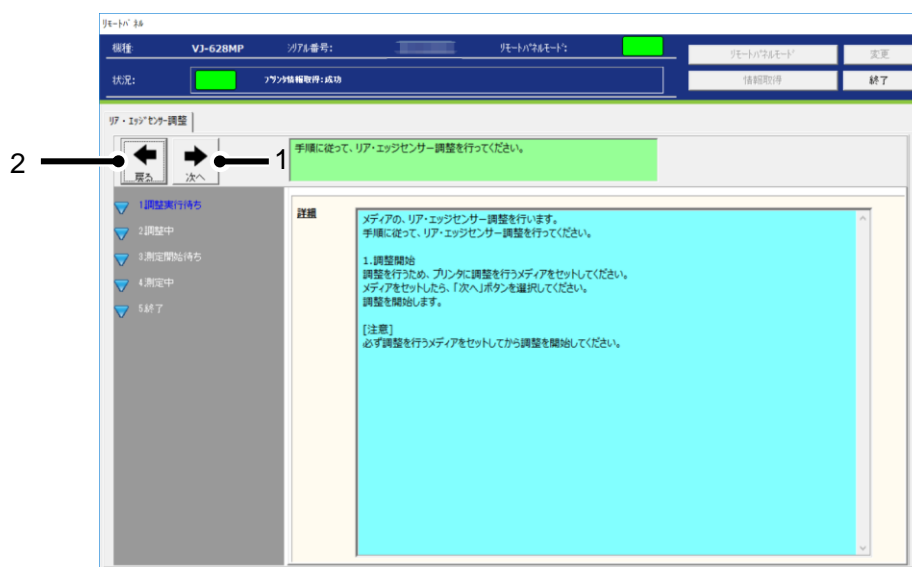 リモートパネル
機種: VJ-628MP シリアル番号: リモートパネルモード: リモートパネルモード 変更
状況: プリンタ情報取得:成功 情報取得 終了
リア・エッジセンサー調整
2 戻る 次へ 1 手順に従って、リア・エッジセンサー調整を行ってください。
1.調整実行待ち
2.調整中
3.測定開始待ち
4.測定中
5.終了
詳細
メディアの、リア・エッジセンサー調整を行います。
手順に従って、リア・エッジセンサー調整を行ってください。
1.調整開始
調整を行うため、プリンタに調整を行うメディアをセットしてください。
メディアをセットしたら、「次へ」ボタンを選択してください。
調整を開始します。
[注意]
必ず調整を行うメディアをセットしてから調整を開始してください。